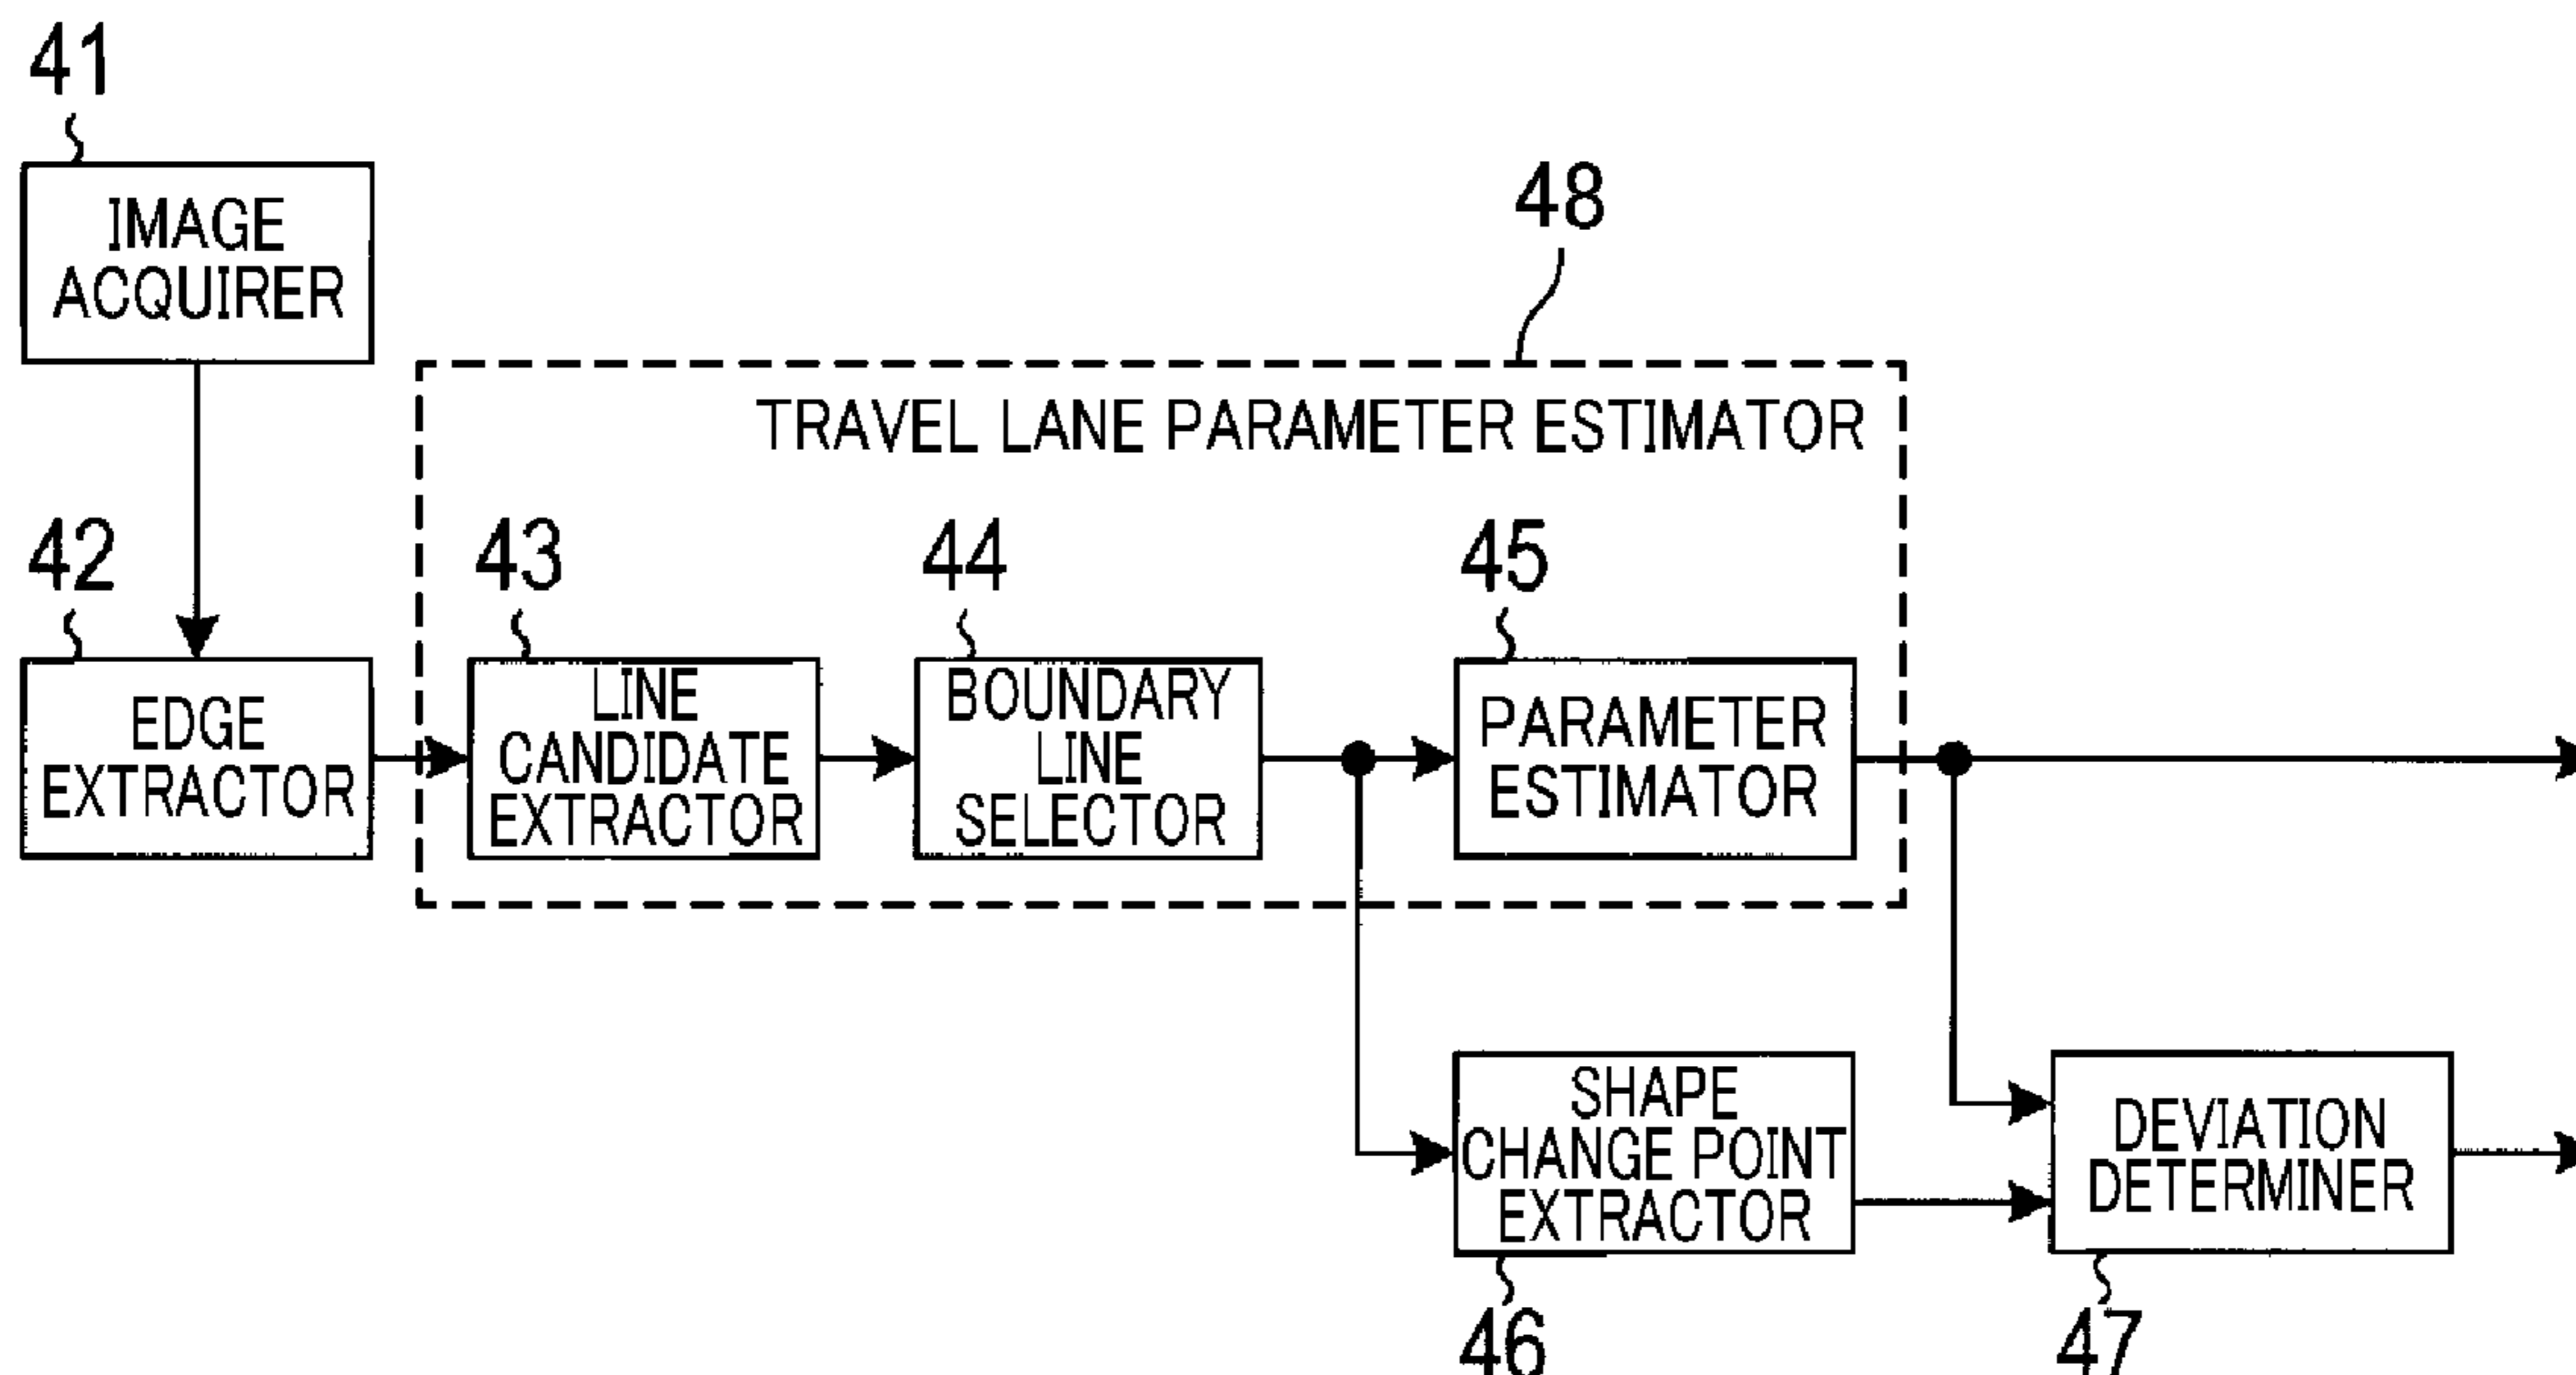 41
IMAGE
ACQUIRER
48
TRAVEL LANE PARAMETER ESTIMATOR
42
EDGE
EXTRACTOR
43
LINE
CANDIDATE
EXTRACTOR
44
BOUNDARY
LINE
SELECTOR
45
PARAMETER
ESTIMATOR
SHAPE
CHANGE POINT
EXTRACTOR
46
DEVIATION
DETERMINER
47